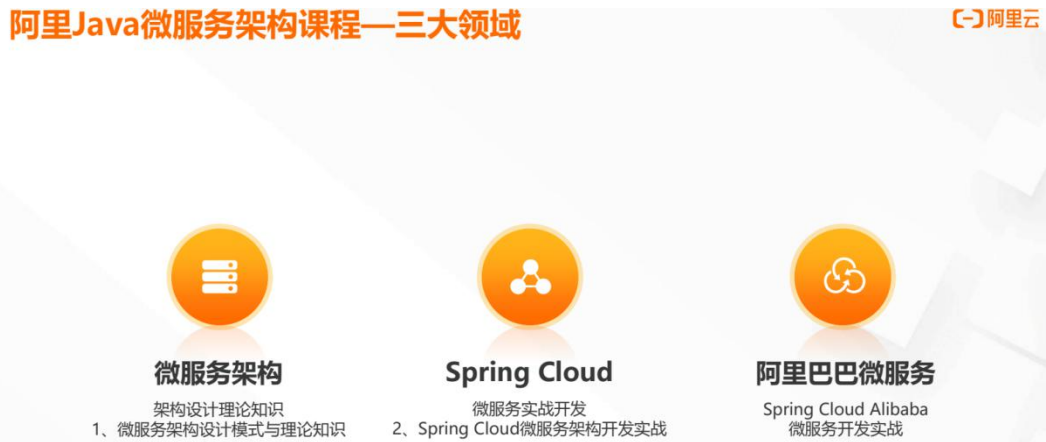 阿里Java微服务架构课程—三大领域
阿里云
微服务架构
Spring Cloud
阿里巴巴微服务
架构设计理论知识
微服务实战开发
Spring Cloud Alibaba
1、微服务架构设计模式与理论知识
2、Spring Cloud微服务架构开发实战
微服务开发实战